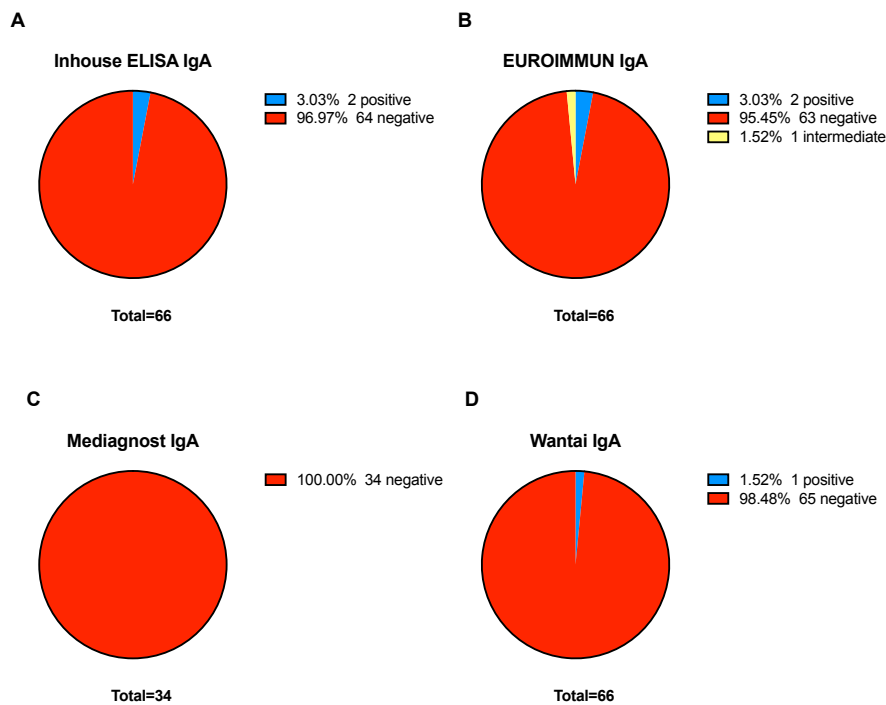 A
Inhouse ELISA IgA
3.03%  2 positive
96.97%  64 negative
Total=66
B
EUROIMMUN IgA
3.03%  2 positive
95.45%  63 negative
1.52%  1 intermediate
Total=66
C
Mediagnost IgA
100.00%  34 negative
Total=34
D
Wantai IgA
1.52%  1 positive
98.48%  65 negative
Total=66